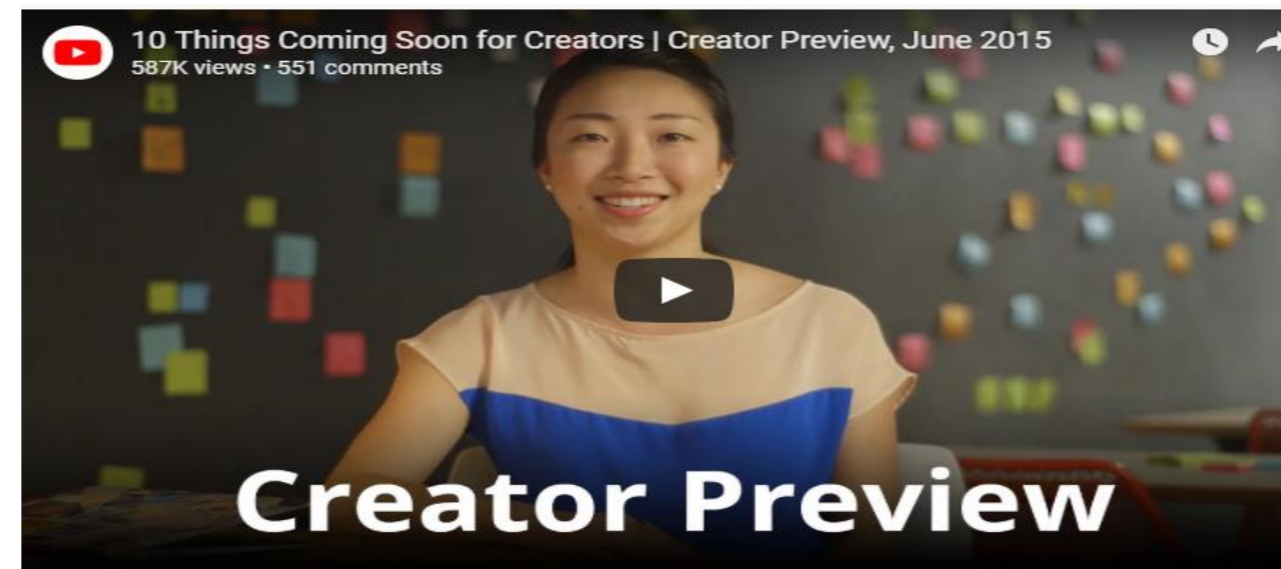 10 Things Coming Soon for Creators | Creator Preview, June 2015
587K views • 551 comments
Creator Preview